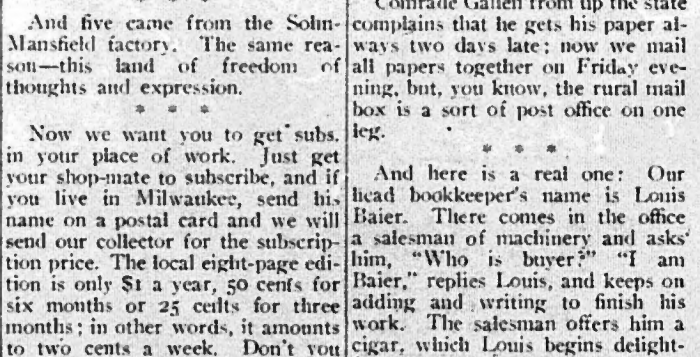 And five came from the Sohn-
Mansfield factory. The same rea-
son—this land of freedom of
thoughts and expression.
* * *
Now we want you to get subs.
in your place of work. Just get
your shop-mate to subscribe, and if
you live in Milwaukee, send his
name on a postal card and we will
send our collector for the subscrip-
tion price. The local eight-page edi-
tion is only $1 a year, 50 cents for
six months or 25 cents for three
months; in other words, it amounts
to two cents a week. Don't you
Comrade Gallen from up the state
complains that he gets his paper al-
ways two days late; now we mail
all papers together on Friday eve-
ning, but, you know, the rural mail
box is a sort of post office on one
leg.
* * *
And here is a real one: Our
head bookkeeper's name is Louis
Baier. There comes in the office
a salesman of machinery and asks
him, "Who is buyer?" "I am
Baier," replies Louis, and keeps on
adding and writing to finish his
work. The salesman offers him a
cigar, which Louis begins delight-